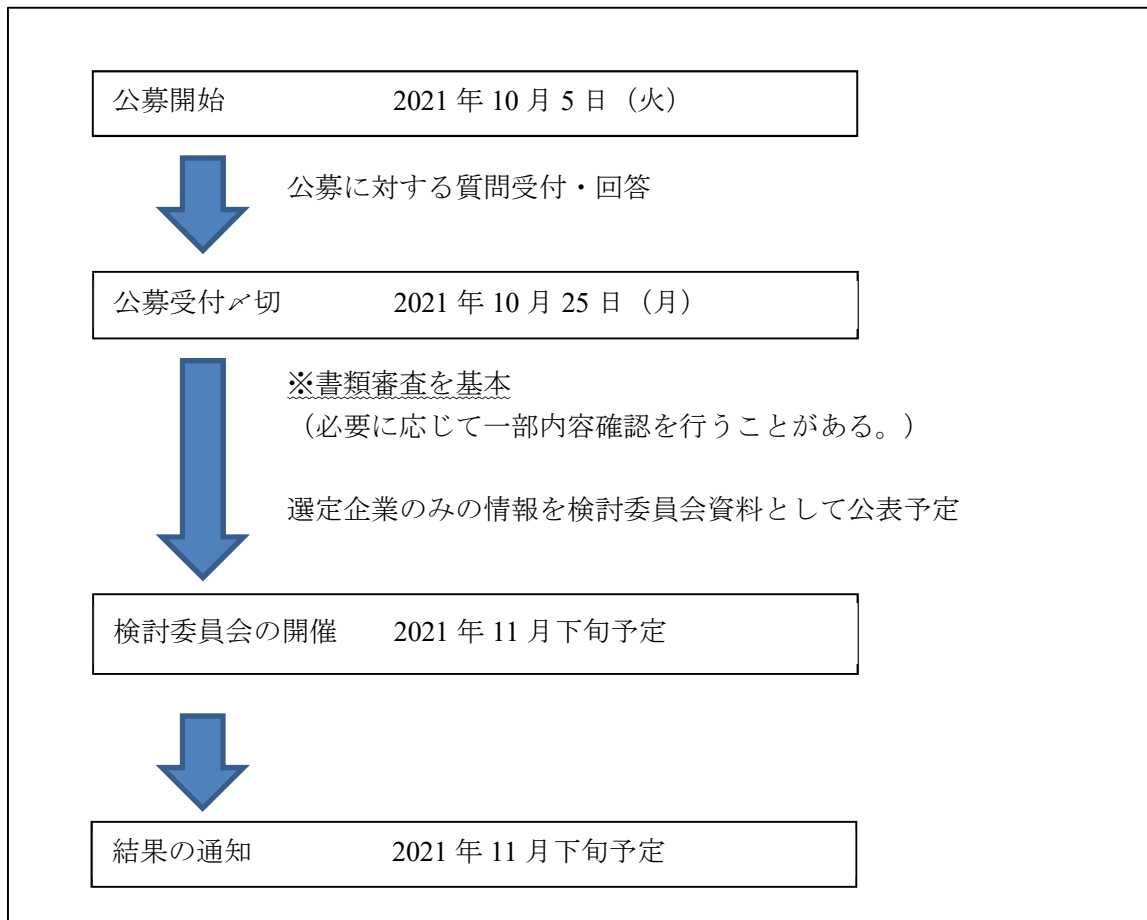 公募開始 2021 年 10 月 5 日（火）
公募に対する質問受付・回答
公募受付〆切 2021 年 10 月 25 日（月）
※書類審査を基本
（必要に応じて一部内容確認を行うことがある。）
選定企業のみの情報を検討委員会資料として公表予定
検討委員会の開催 2021 年 11 月下旬予定
結果の通知 2021 年 11 月下旬予定